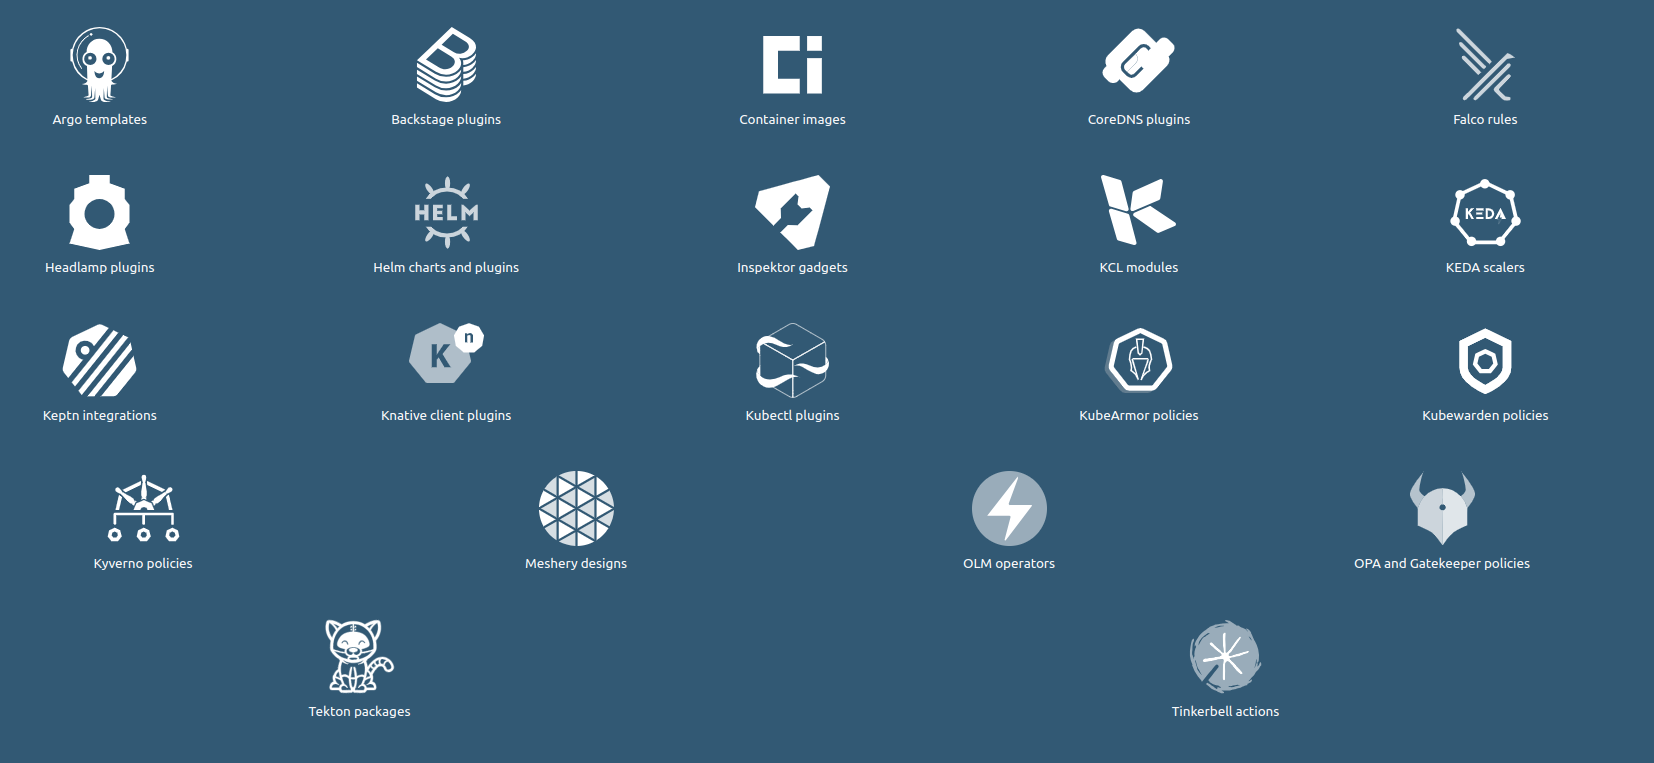 Argo templates
Backstage plugins
Container images
CoreDNS plugins
Falco rules
HELM
KEDA
Headlamp plugins
Helm charts and plugins
Inspektor gadgets
KCL modules
KEDA scalers
K
n
Keptn integrations
Knative client plugins
Kubectl plugins
KubeArmor policies
Kubewarden policies
Kyverno policies
Meshery designs
OLM operators
OPA and Gatekeeper policies
Tekton packages
Tinkerbell actions